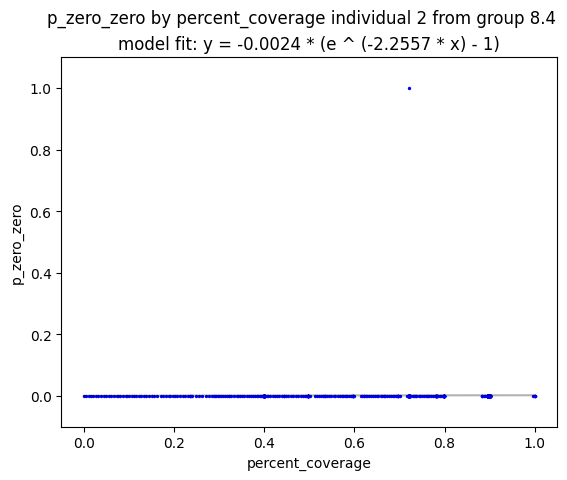 p_zero_zero by percent_coverage individual 2 from group 8.4
model fit: y = -0.0024 * (e ^ (-2.2557 * x) - 1)
1.0
0.8
0.6
0.4
0.2
0.0
p_zero_zero
0.0 0.2 0.4 0.6 0.8 1.0
percent_coverage